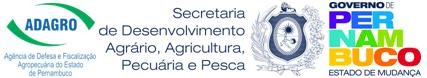 ADAGRO
Agência de Defesa e Fiscalização
Agropecuária do Estado
de Pernambuco
Secretaria
de Desenvolvimento
Agrário, Agricultura,
Pecuária e Pesca
GOVERNO DE
PER
NAM
BUCO
ESTADO DE MUDANÇA